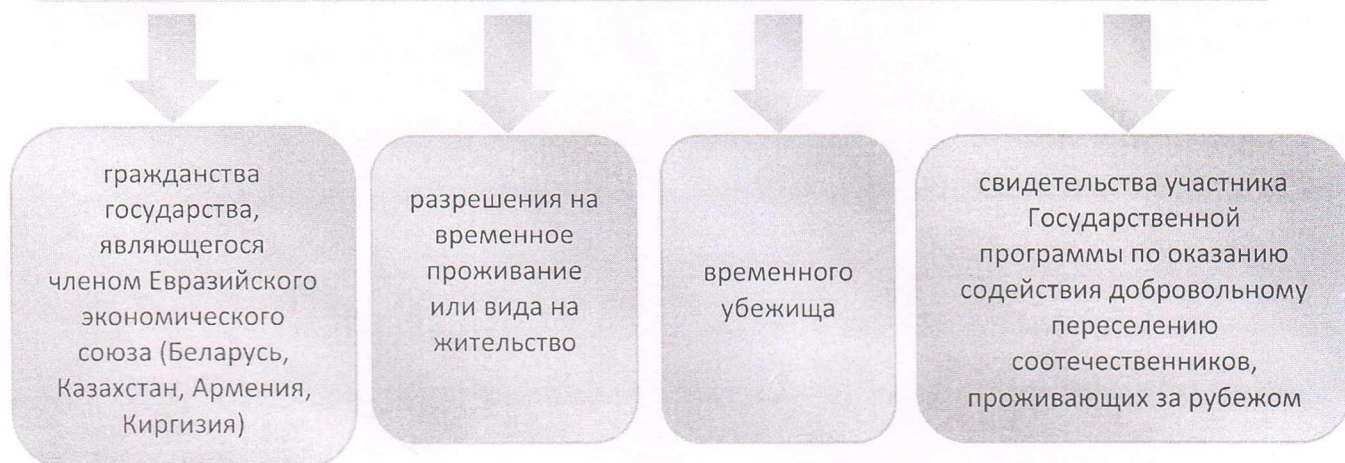 гражданства
государства,
являющегося
членом Евразийского
экономического
союза (Беларусь,
Казахстан, Армения,
Киргизия)
разрешения на
временное
проживание
или вида на
жительство
временного
убежища
свидетельства участника
Государственной
программы по оказанию
содействия добровольному
переселению
соотечественников,
проживающих за рубежом